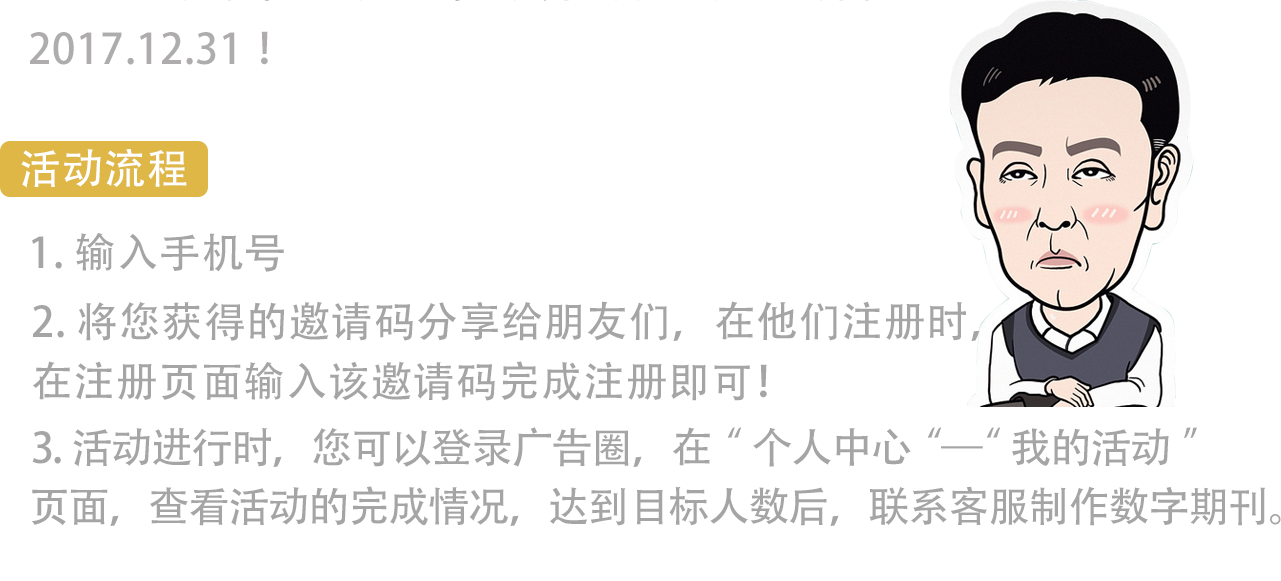 2017.12.31！
活动流程
1. 输入手机号
2. 将您获得的邀请码分享给朋友们，在他们注册时，
在注册页面输入该邀请码完成注册即可！
3. 活动进行时，您可以登录广告圈，在 “ 个人中心 “—“ 我的活动 ”
页面，查看活动的完成情况，达到目标人数后，联系客服制作数字期刊。